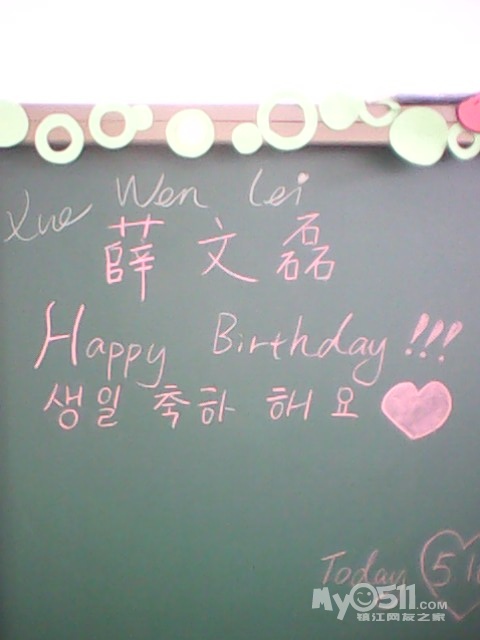 Xue Wen Lei
薛文磊
Happy Birthday!!!
생일 축하 해 요
Today 5
My0511.com
镇江网友之家